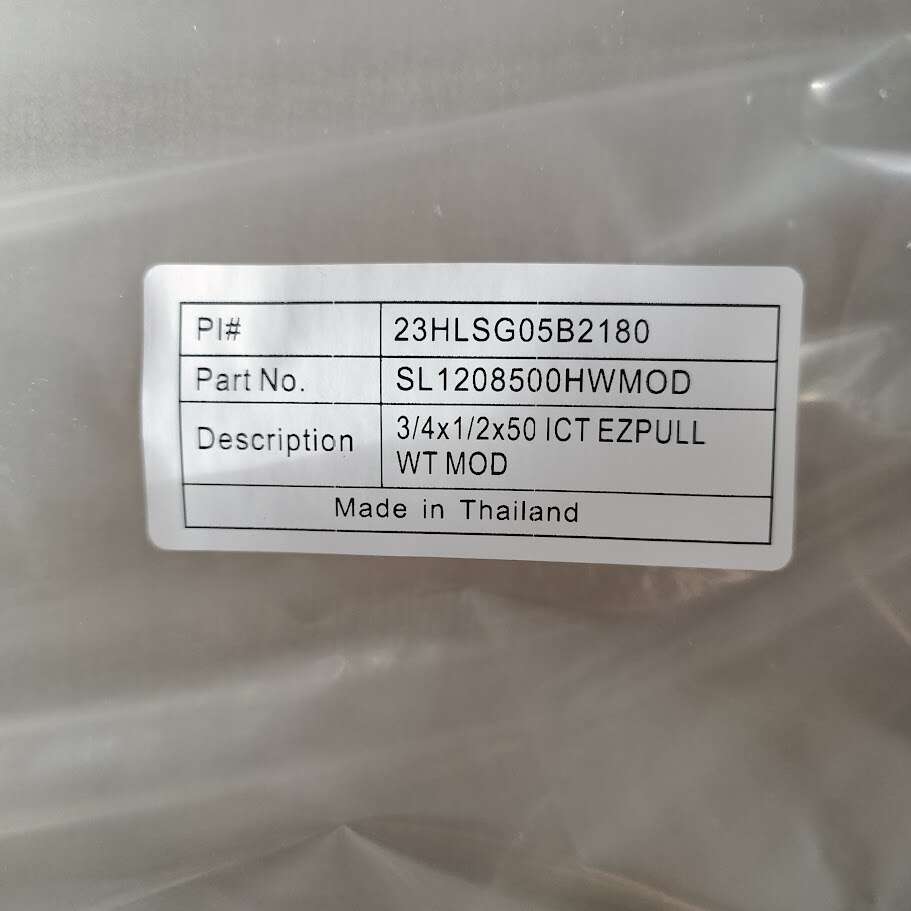 PI# 23HLSG05B2180
Part No. SL1208500HWMOD
Description 3/4x1/2x50 ICT EZPULL
WT MOD
Made in Thailand